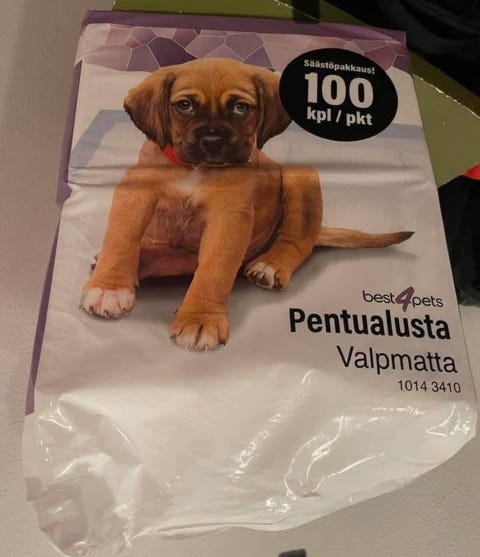 Säästöpakkaus!
100
kpl / pkt
best4pets
Pentualusta
Valpmatta
1014 3410